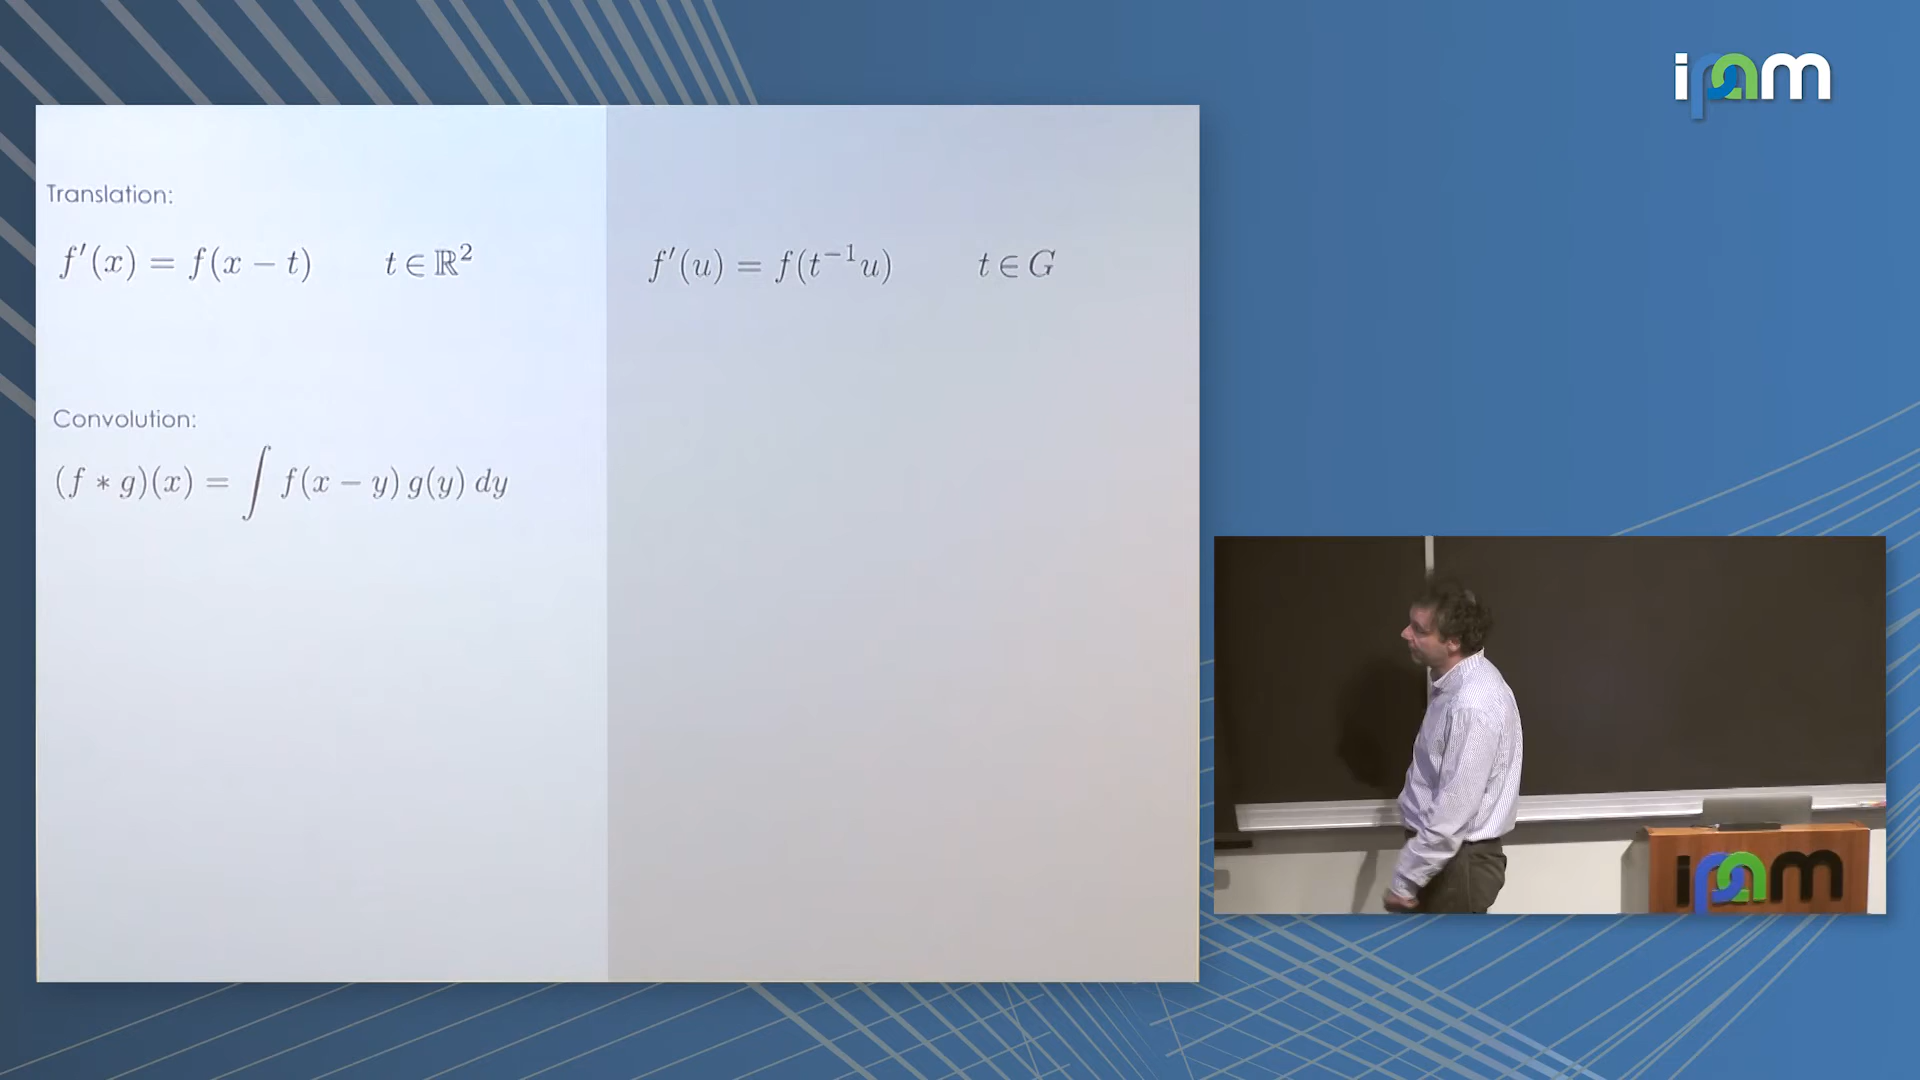 ipam
Translation:
f′(x) = f(x − t)    t ∈ ℝ²    f′(u) = f(t⁻¹u)    t ∈ G
Convolution:
(f ∗ g)(x) = ∫ f(x − y) g(y) dy
ipam